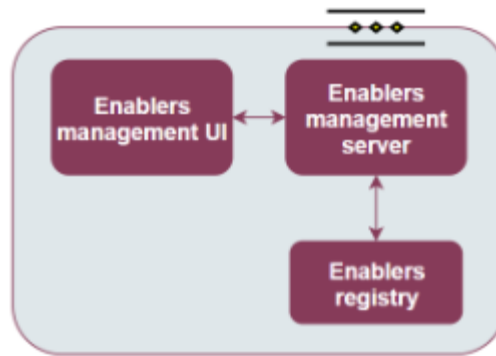 Enablers
management UI
Enablers
management
server
Enablers
registry